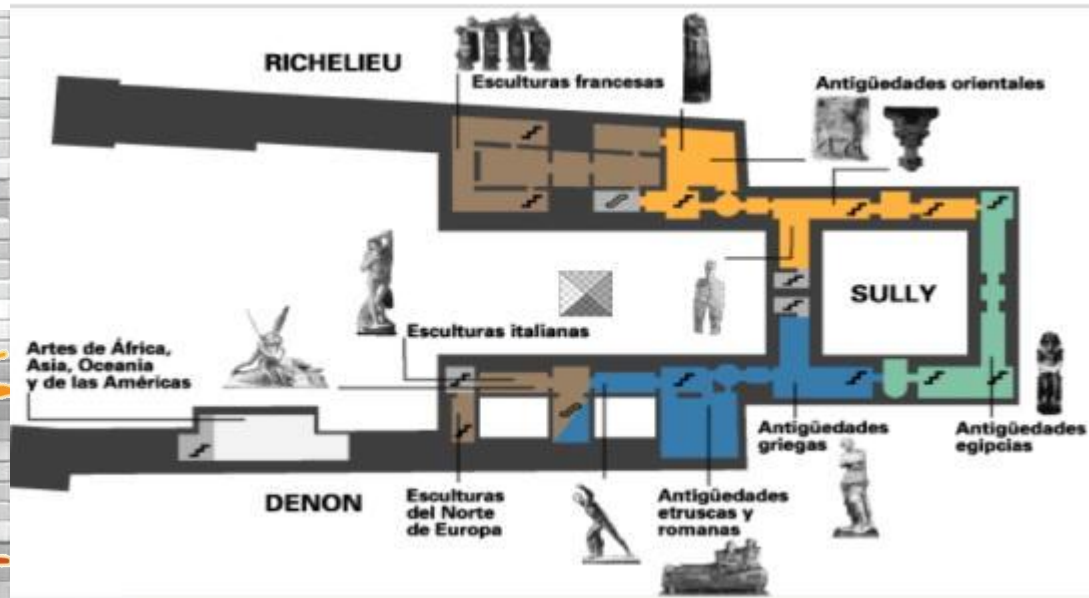 RICHELIEU
Esculturas francesas
Antigüedades orientales
SULLY
Esculturas italianas
Artes de África,
Asia, Oceania
y de las Américas
Antigüedades
griegas
Antigüedades
egipcias
DENON
Esculturas
del Norte
de Europa
Antigüedades
etruscas y
romanas